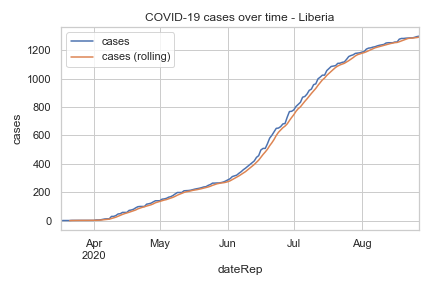 COVID-19 cases over time - Liberia
cases
cases (rolling)
1200
1000
800
600
400
200
0
cases
Apr
2020
May
Jun
Jul
Aug
dateRep